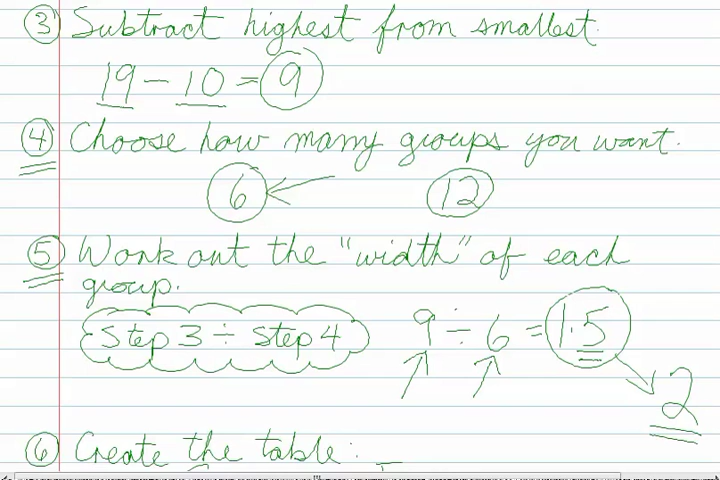 ③ Subtract highest from smallest.
19 - 10 = 9
④ Choose how many groups you want.
6 12
⑤ Work out the "width" of each
group.
Step 3 ÷ Step 4 9 ÷ 6 = 1.5
2
⑥ Create the table: